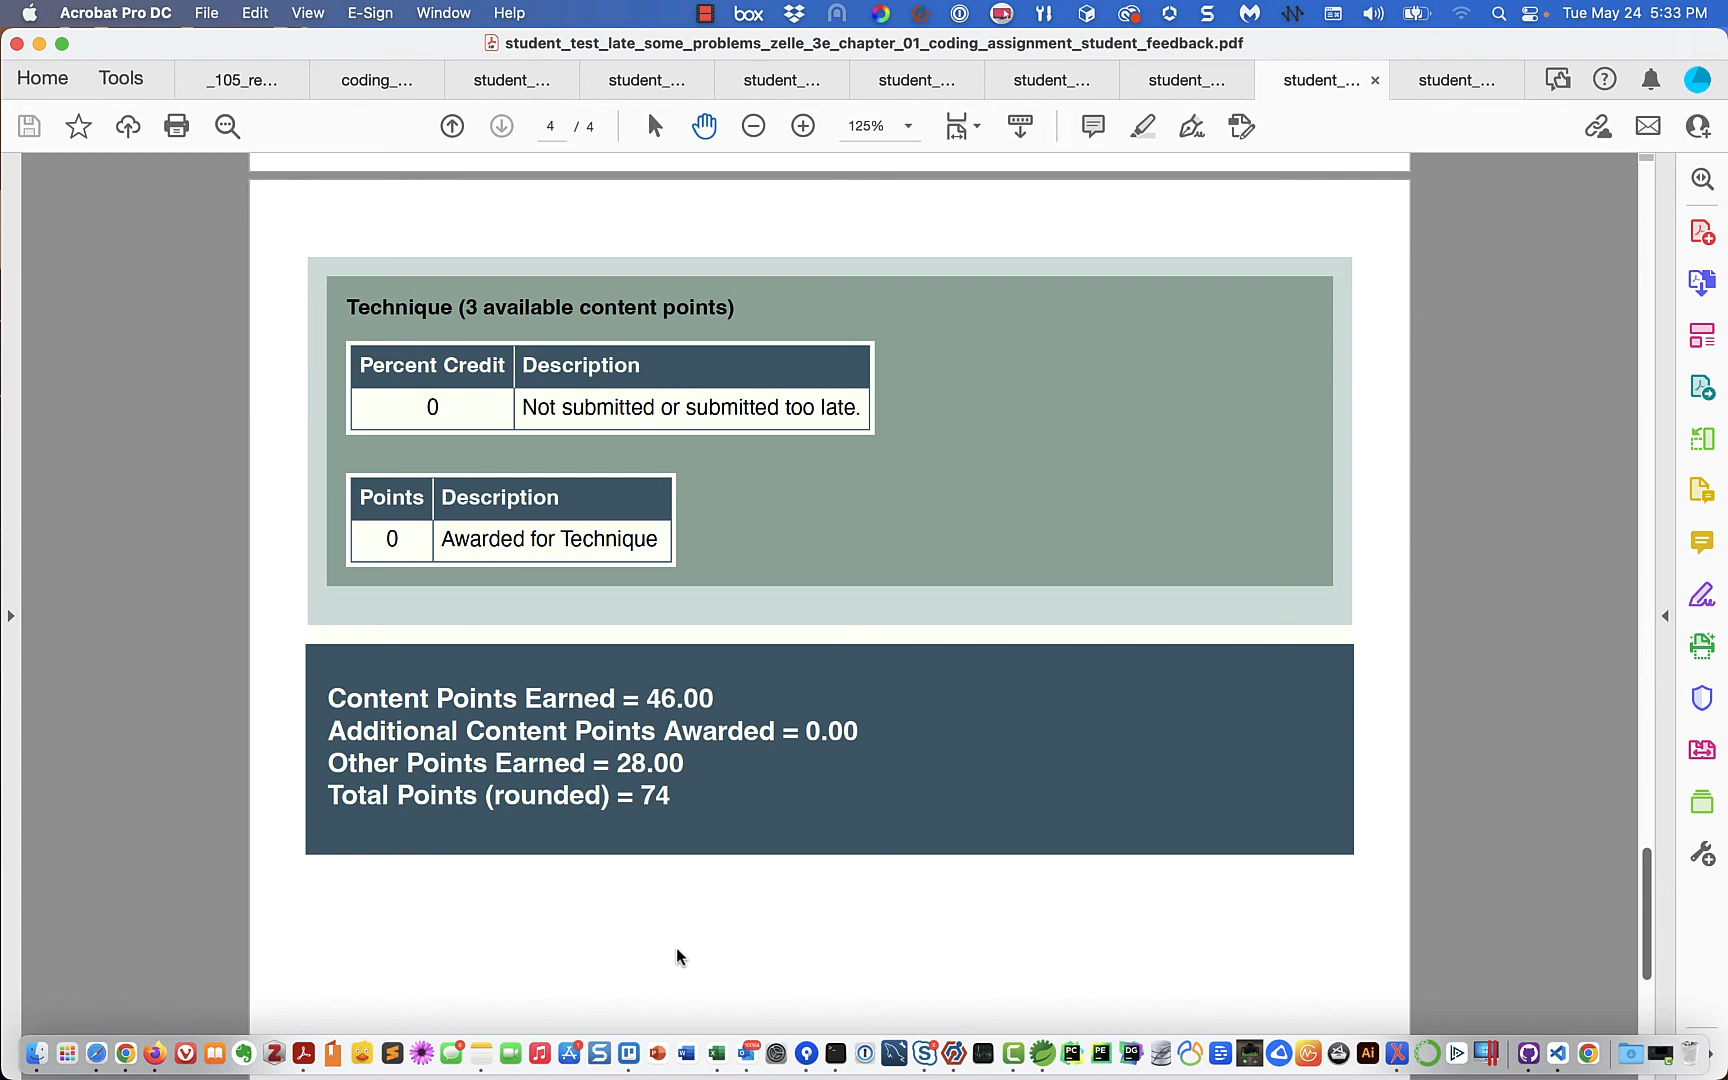 Acrobat Pro DC File Edit View E-Sign Window Help box Tue May 24 5:33 PM
student_test_late_some_problems_zelle_3e_chapter_01_coding_assignment_student_feedback.pdf
Home Tools _105_re... coding_... student_... student_... student_... student_... student_... student_... student_... × student_...
4 / 4 125%
Technique (3 available content points)
Percent Credit Description
0 Not submitted or submitted too late.
Points Description
0 Awarded for Technique
Content Points Earned = 46.00
Additional Content Points Awarded = 0.00
Other Points Earned = 28.00
Total Points (rounded) = 74